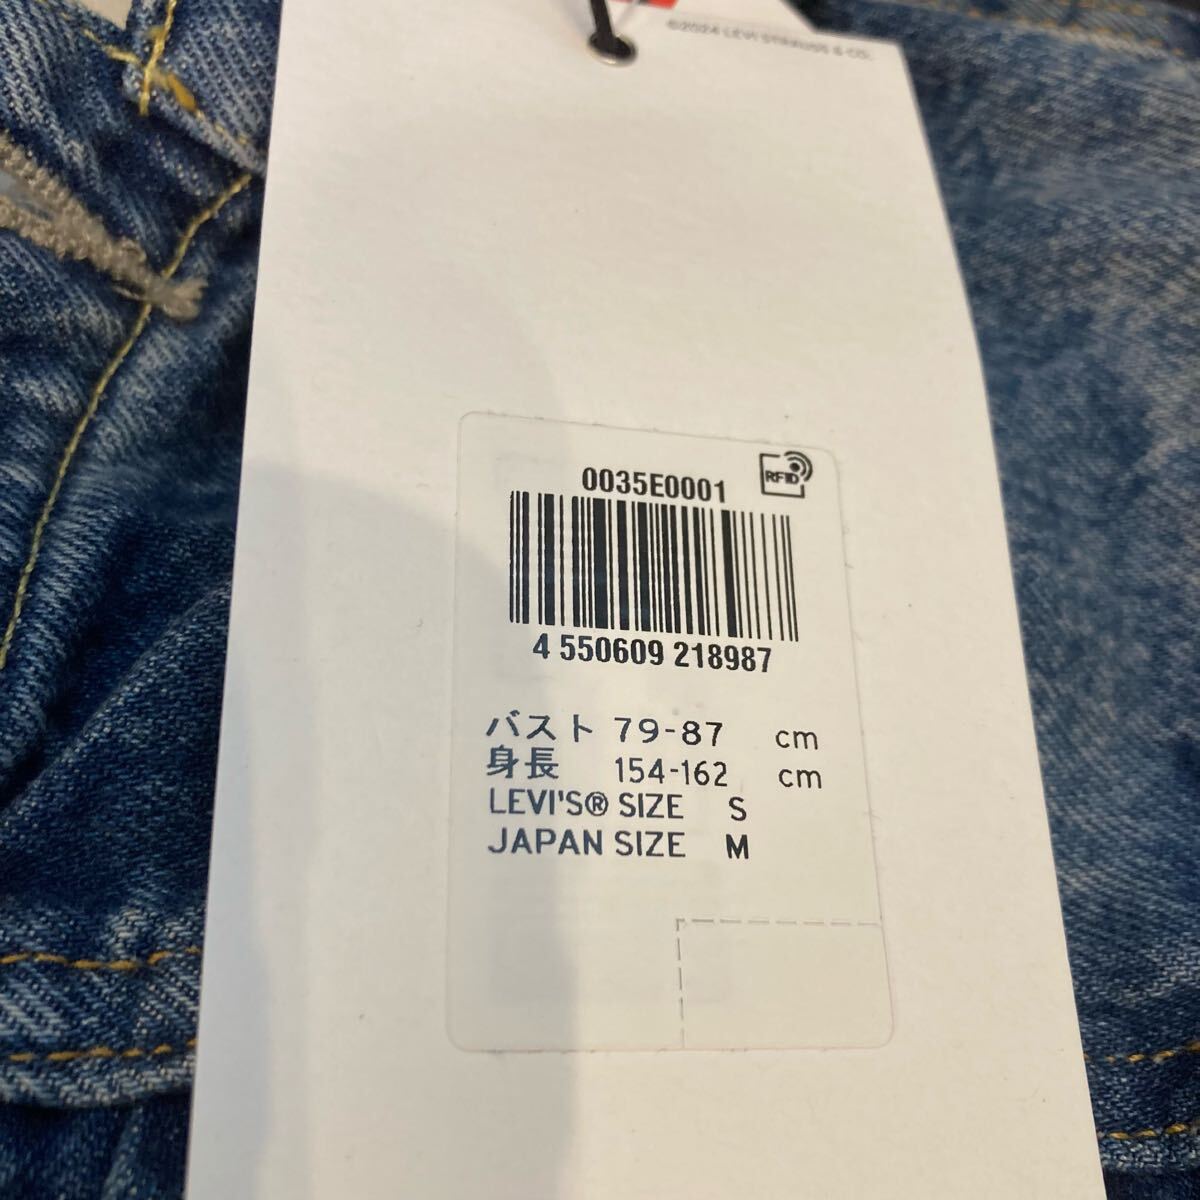 ©2024 LEVI STRAUSS & CO.
0035E0001
RFID
4 550609 218987
バスト 79-87 cm
身長 154-162 cm
LEVI'S® SIZE S
JAPAN SIZE M